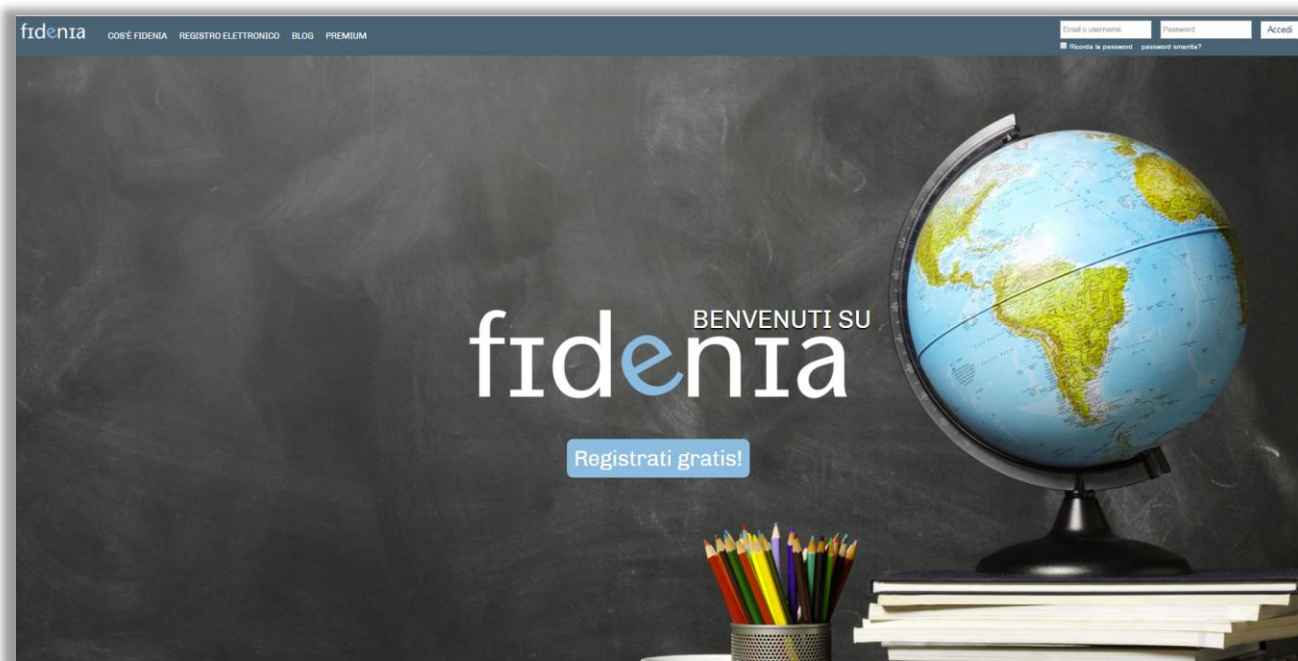 fidenia COS'È FIDENIA REGISTRO ELETTRONICO BLOG PREMIUM Email o username Password Accedi
Ricorda la password password smarrita?
BENVENUTI SU
fidenia
Registrati gratis!